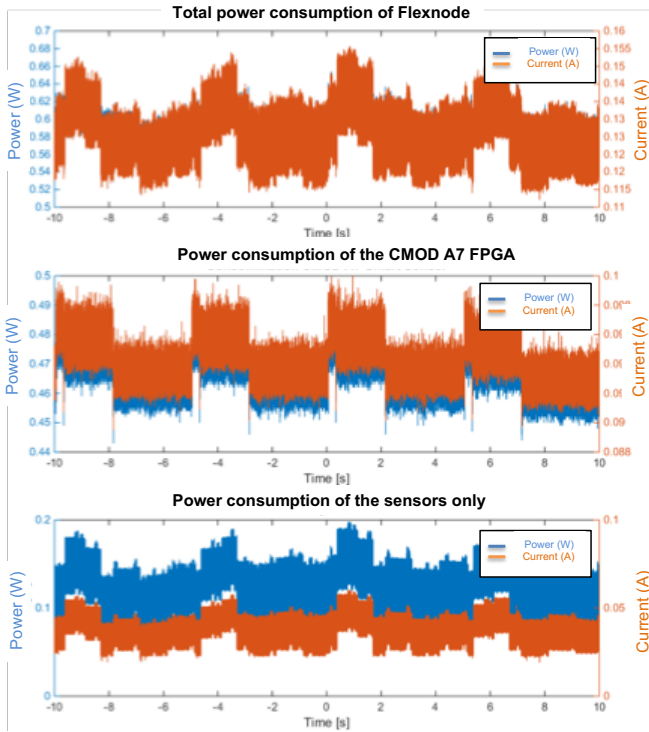 Total power consumption of Flexnode
0.7
0.68
0.66
0.64
0.62
0.6
0.58
0.56
0.54
0.52
0.5
Power (W)
Power (W)
Current (A)
0.16
0.155
0.15
0.145
0.14
0.135
0.13
0.125
0.12
0.115
0.11
Current (A)
-10 -8 -6 -4 -2 0 2 4 6 8 10
Time [s]
Power consumption of the CMOD A7 FPGA
0.5
0.49
0.48
0.47
0.46
0.45
0.44
Power (W)
Power (W)
Current (A)
0.1
0.09
0.088
Current (A)
-10 -8 -6 -4 -2 0 2 4 6 8 10
Time [s]
Power consumption of the sensors only
0.2
0.1
0
Power (W)
Power (W)
Current (A)
0.1
0.05
0
Current (A)
-10 -8 -6 -4 -2 0 2 4 6 8 10
Time [s]